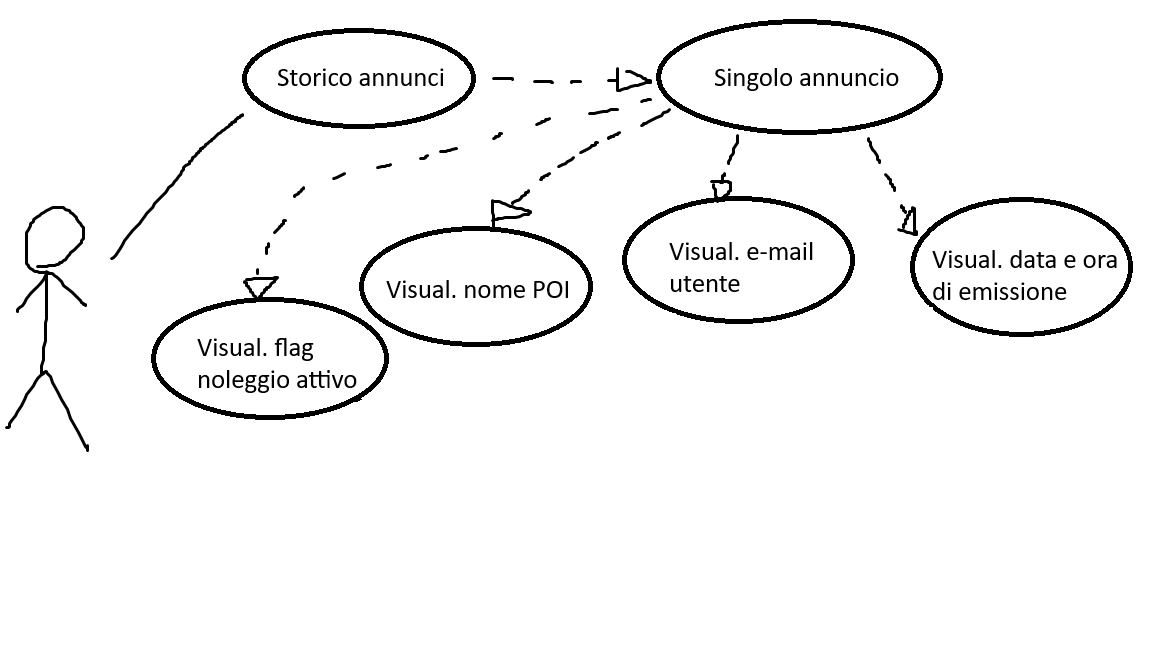 Storico annunci
Singolo annuncio
Visual. flag
noleggio attivo
Visual. nome POI
Visual. e-mail
utente
Visual. data e ora
di emissione